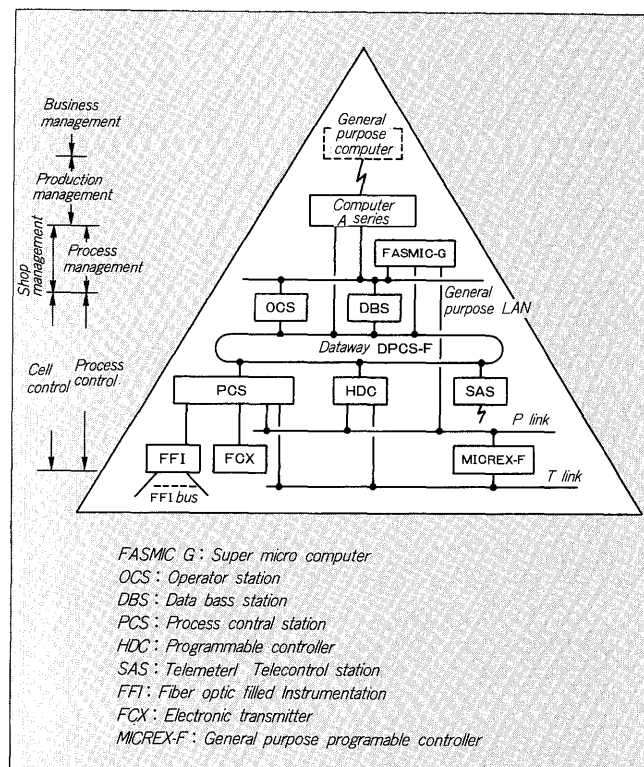 Business
management
Production
management
Shop
management
Process
management
Cell
control
Process
control
General
purpose
computer
Computer
A series
FASMIC-G
General
purpose LAN
OCS
DBS
Dataway DPCS-F
PCS
HDC
SAS
P link
FFI
FCX
MICREX-F
T link
FFI bus
FASMIC G : Super micro computer
OCS : Operator station
DBS : Data bass station
PCS : Process contral station
HDC : Programmable controller
SAS : Telemeterl Telecontrol station
FFI : Fiber optic filled Instrumentation
FCX : Electronic transmitter
MICREX-F : General purpose programable controller